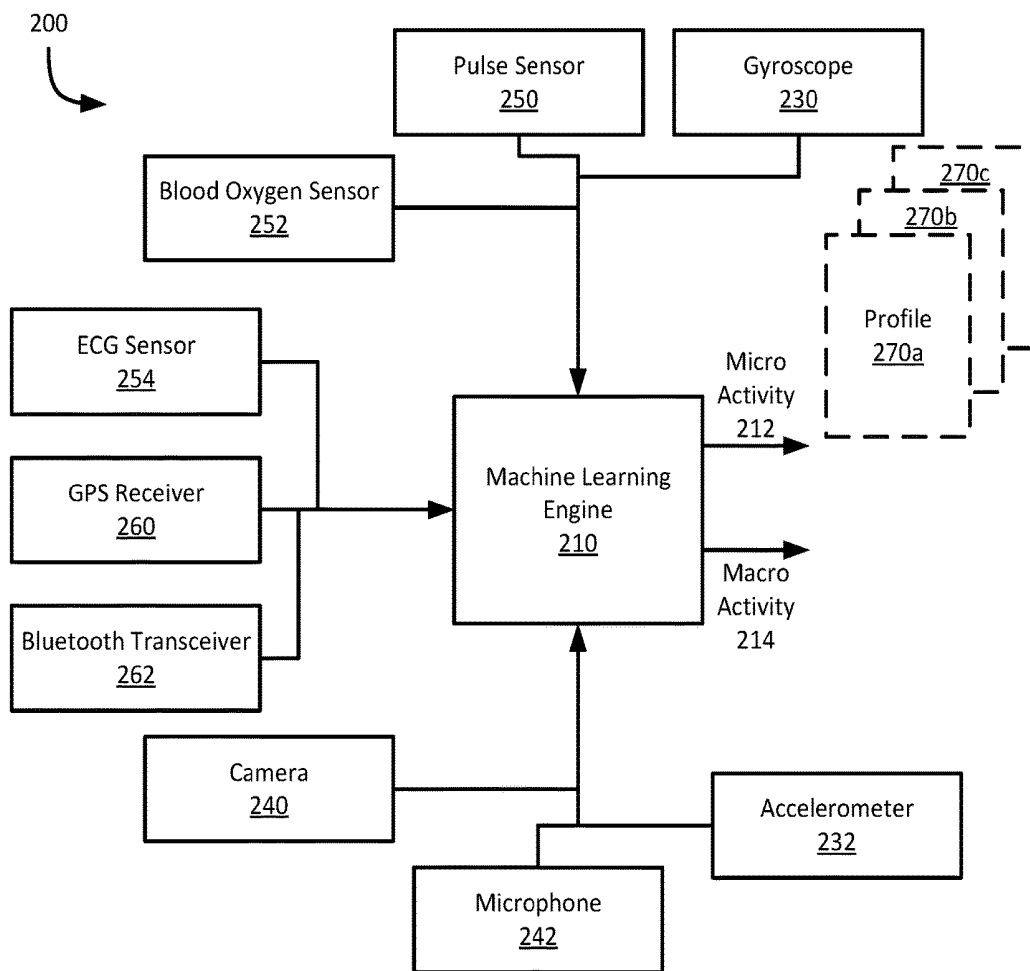 200
Pulse Sensor
250
Gyroscope
230
Blood Oxygen Sensor
252
270c
270b
Profile
270a
ECG Sensor
254
Micro
Activity
212
GPS Receiver
260
Machine Learning
Engine
210
Macro
Activity
214
Bluetooth Transceiver
262
Camera
240
Accelerometer
232
Microphone
242